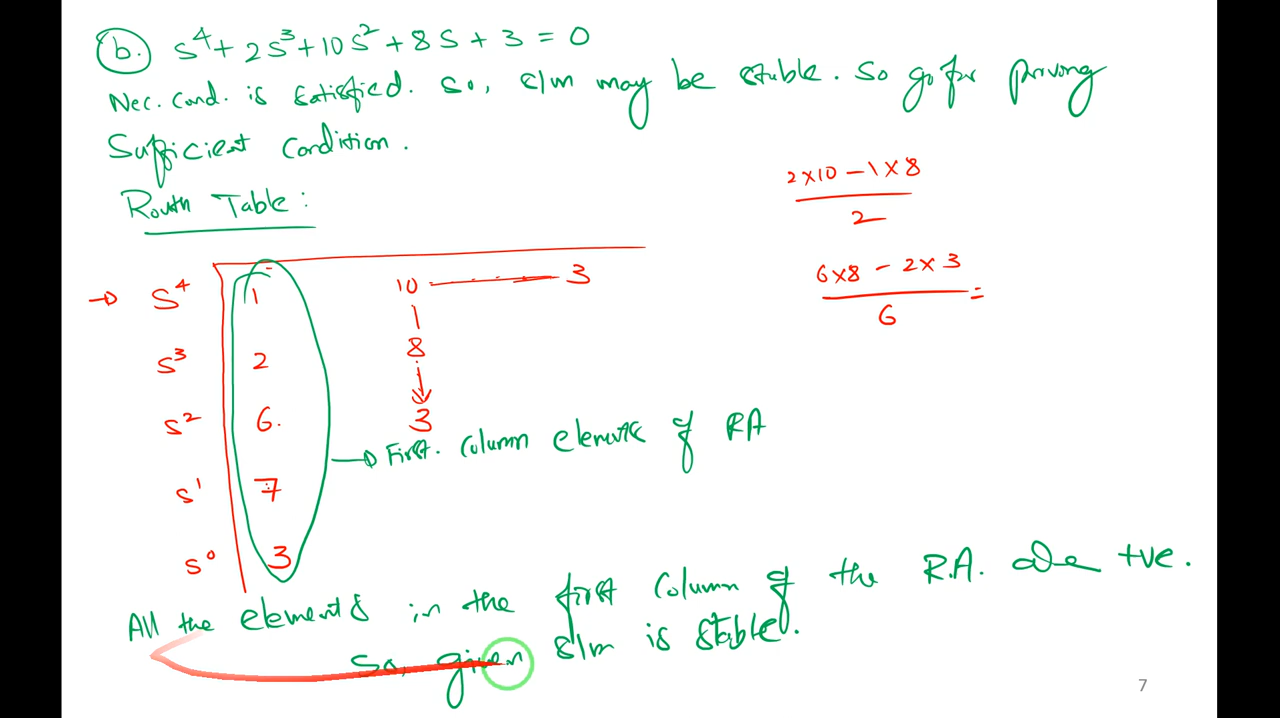 b. S⁴ + 2S³ + 10S² + 8S + 3 = 0
Nec. Cond. is satisfied. So, s/m may be stable. So go for proving
Sufficient Condition.
Routh Table:
2×10 − 1×8
2
6×8 − 2×3 =
6
S⁴ 1 10 3
S³ 2 8
S² 6. 3
→ First. Column elements of RA
S¹ 7
S⁰ 3
All the elements in the first column of the R.A. are +ve.
So, given s/m is stable.
7